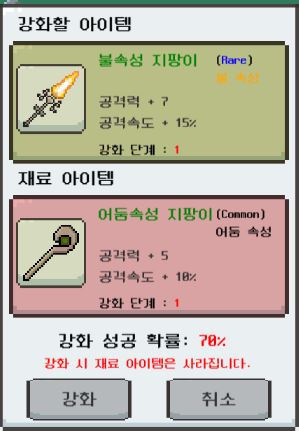 강화할 아이템
불속성 지팡이 (Rare)
불 속성
공격력 + 7
공격속도 + 15%
강화 단계 : 1
재료 아이템
어둠속성 지팡이 (Common)
어둠 속성
공격력 + 5
공격속도 + 10%
강화 단계 : 1
강화 성공 확률: 70%
강화 시 재료 아이템은 사라집니다.
강화 취소